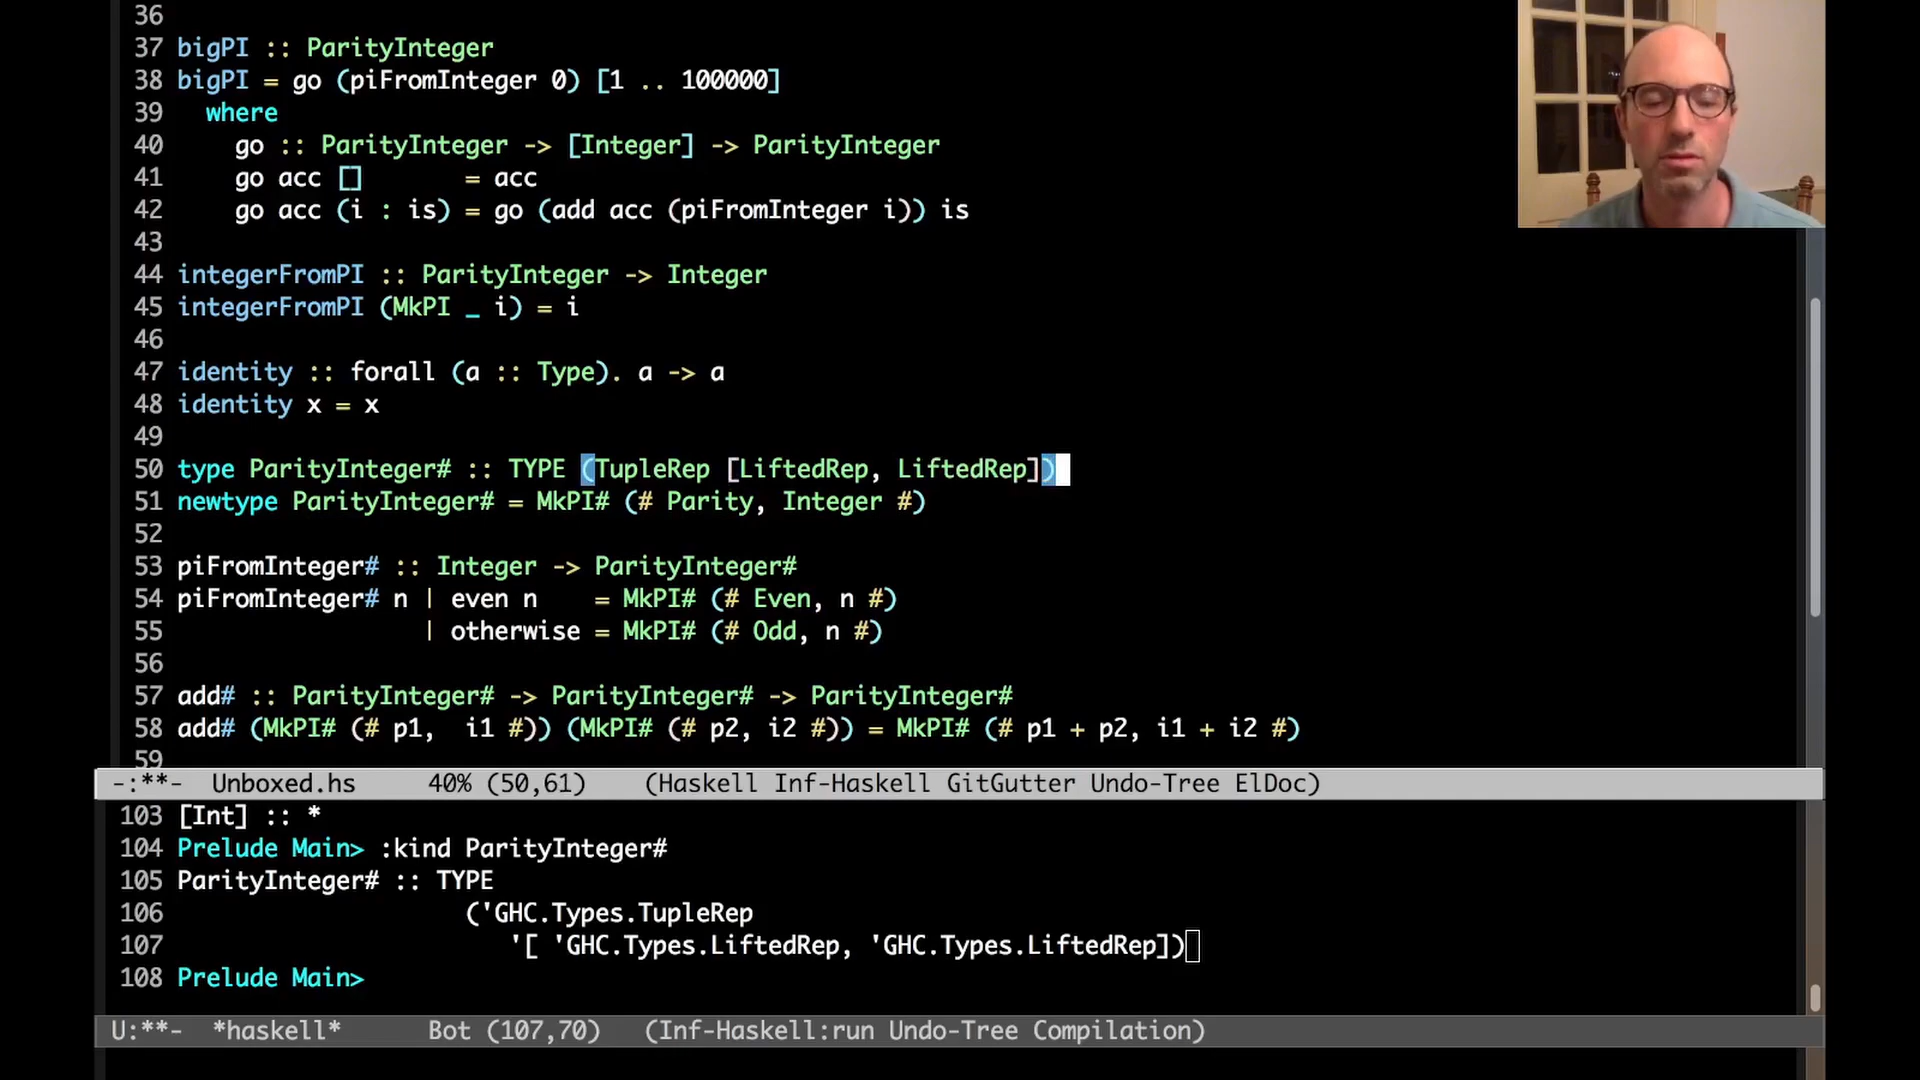 36
37 bigPI :: ParityInteger
38 bigPI = go (piFromInteger 0) [1 .. 100000]
39   where
40     go :: ParityInteger -> [Integer] -> ParityInteger
41     go acc []       = acc
42     go acc (i : is) = go (add acc (piFromInteger i)) is
43
44 integerFromPI :: ParityInteger -> Integer
45 integerFromPI (MkPI _ i) = i
46
47 identity :: forall (a :: Type). a -> a
48 identity x = x
49
50 type ParityInteger# :: TYPE (TupleRep [LiftedRep, LiftedRep])
51 newtype ParityInteger# = MkPI# (# Parity, Integer #)
52
53 piFromInteger# :: Integer -> ParityInteger#
54 piFromInteger# n | even n    = MkPI# (# Even, n #)
55                  | otherwise = MkPI# (# Odd, n #)
56
57 add# :: ParityInteger# -> ParityInteger# -> ParityInteger#
58 add# (MkPI# (# p1,  i1 #)) (MkPI# (# p2, i2 #)) = MkPI# (# p1 + p2, i1 + i2 #)
59
-:**-  Unboxed.hs     40% (50,61)    (Haskell Inf-Haskell GitGutter Undo-Tree ElDoc)
103 [Int] :: *
104 Prelude Main> :kind ParityInteger#
105 ParityInteger# :: TYPE
106                     ('GHC.Types.TupleRep
107                        '[ 'GHC.Types.LiftedRep, 'GHC.Types.LiftedRep])
108 Prelude Main>
U:**-  *haskell*      Bot (107,70)   (Inf-Haskell:run Undo-Tree Compilation)